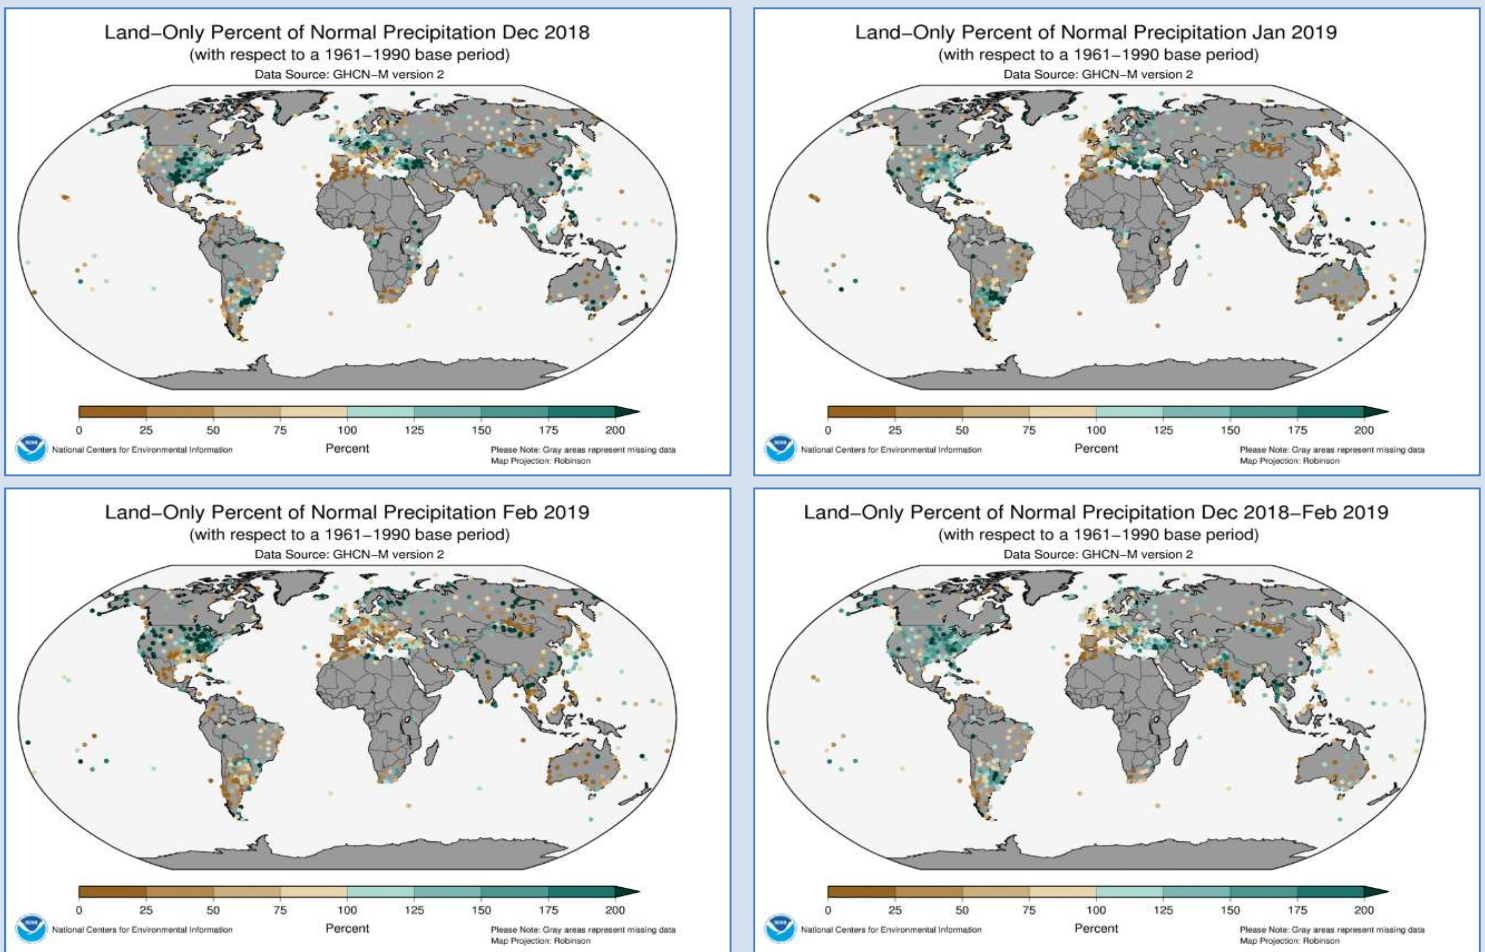 Land-Only Percent of Normal Precipitation Dec 2018
(with respect to a 1961-1990 base period)
Data Source: GHCN-M version 2
0 25 50 75 100 125 150 175 200
National Centers for Environmental Information
Percent
Please Note: Gray areas represent missing data
Map Projection: Robinson
Land-Only Percent of Normal Precipitation Jan 2019
(with respect to a 1961-1990 base period)
Data Source: GHCN-M version 2
0 25 50 75 100 125 150 175 200
National Centers for Environmental Information
Percent
Please Note: Gray areas represent missing data
Map Projection: Robinson
Land-Only Percent of Normal Precipitation Feb 2019
(with respect to a 1961-1990 base period)
Data Source: GHCN-M version 2
0 25 50 75 100 125 150 175 200
National Centers for Environmental Information
Percent
Please Note: Gray areas represent missing data
Map Projection: Robinson
Land-Only Percent of Normal Precipitation Dec 2018-Feb 2019
(with respect to a 1961-1990 base period)
Data Source: GHCN-M version 2
0 25 50 75 100 125 150 175 200
National Centers for Environmental Information
Percent
Please Note: Gray areas represent missing data
Map Projection: Robinson